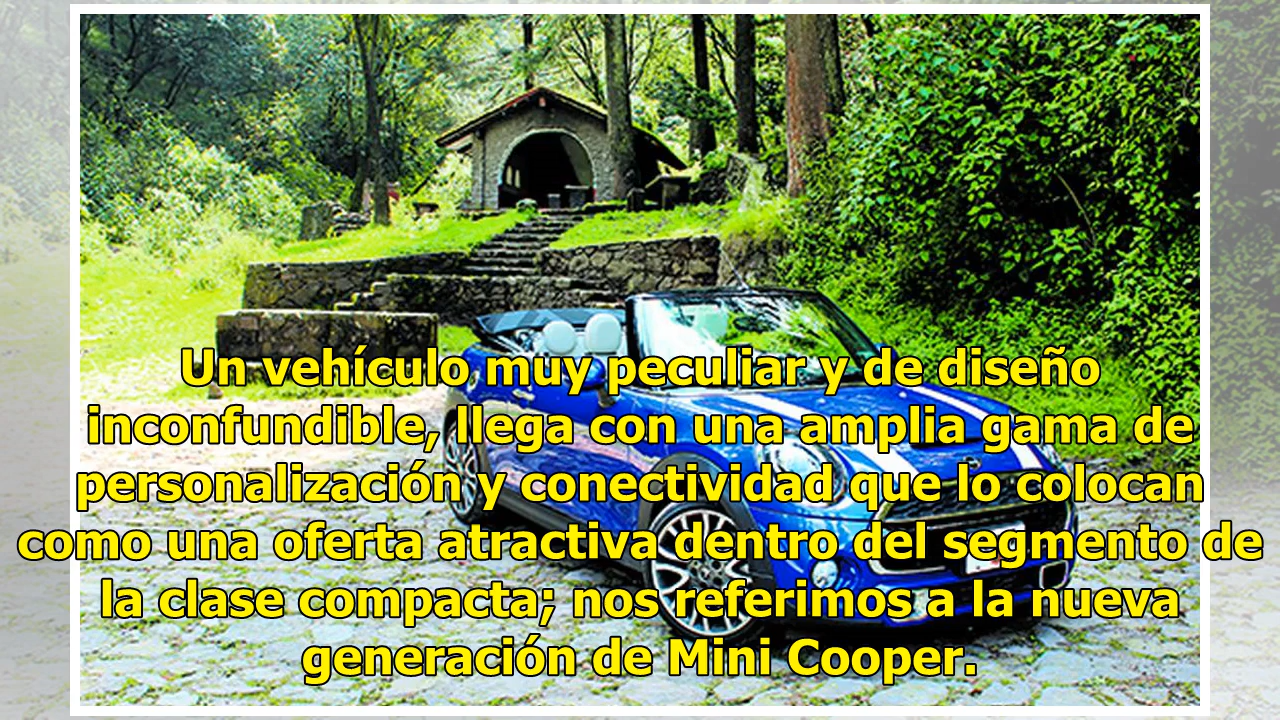 Un vehículo muy peculiar y de diseño
inconfundible, llega con una amplia gama de
personalización y conectividad que lo colocan
como una oferta atractiva dentro del segmento de
la clase compacta; nos referimos a la nueva
generación de Mini Cooper.